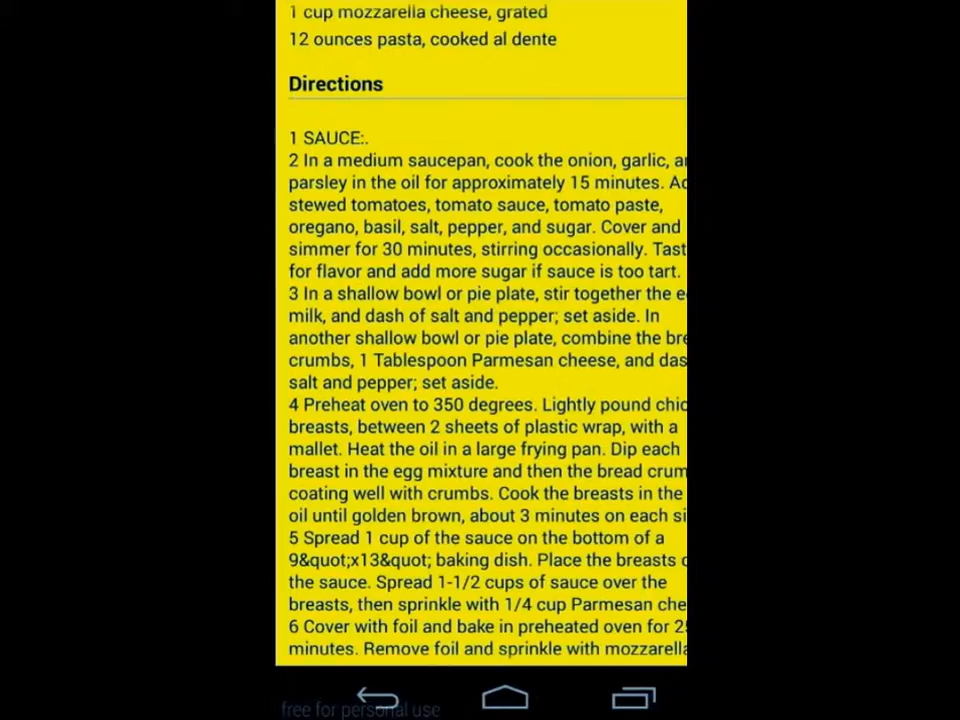 1 cup mozzarella cheese, grated
12 ounces pasta, cooked al dente
Directions
1 SAUCE:.
2 In a medium saucepan, cook the onion, garlic, a
parsley in the oil for approximately 15 minutes. A
stewed tomatoes, tomato sauce, tomato paste,
oregano, basil, salt, pepper, and sugar. Cover and
simmer for 30 minutes, stirring occasionally. Tast
for flavor and add more sugar if sauce is too tart.
3 In a shallow bowl or pie plate, stir together the e
milk, and dash of salt and pepper; set aside. In
another shallow bowl or pie plate, combine the bre
crumbs, 1 Tablespoon Parmesan cheese, and das
salt and pepper; set aside.
4 Preheat oven to 350 degrees. Lightly pound chic
breasts, between 2 sheets of plastic wrap, with a
mallet. Heat the oil in a large frying pan. Dip each
breast in the egg mixture and then the bread crum
coating well with crumbs. Cook the breasts in the
oil until golden brown, about 3 minutes on each si
5 Spread 1 cup of the sauce on the bottom of a
9&quot;x13&quot; baking dish. Place the breasts
the sauce. Spread 1-1/2 cups of sauce over the
breasts, then sprinkle with 1/4 cup Parmesan che
6 Cover with foil and bake in preheated oven for 2
minutes. Remove foil and sprinkle with mozzarella
free for personal use